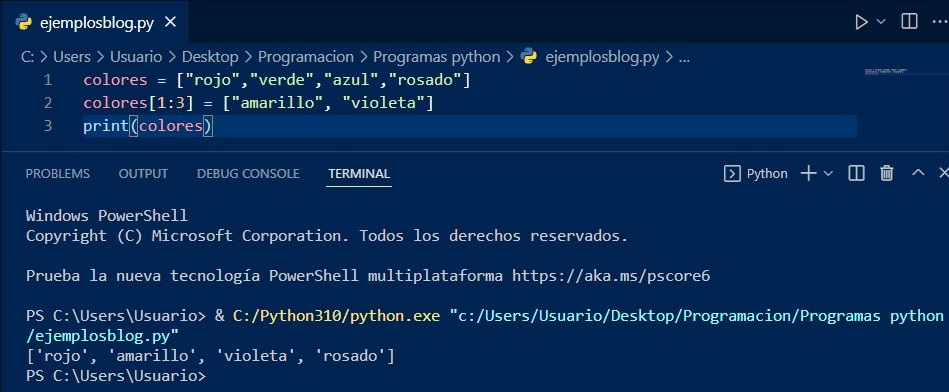 ejemplosblog.py
C: > Users > Usuario > Desktop > Programacion > Programas python > ejemplosblog.py > ...
1 colores = ["rojo","verde","azul","rosado"]
2 colores[1:3] = ["amarillo", "violeta"]
3 print(colores)
PROBLEMS OUTPUT DEBUG CONSOLE TERMINAL Python
Windows PowerShell
Copyright (C) Microsoft Corporation. Todos los derechos reservados.
Prueba la nueva tecnología PowerShell multiplataforma https://aka.ms/pscore6
PS C:\Users\Usuario> & C:/Python310/python.exe "c:/Users/Usuario/Desktop/Programacion/Programas python
/ejemplosblog.py"
['rojo', 'amarillo', 'violeta', 'rosado']
PS C:\Users\Usuario>